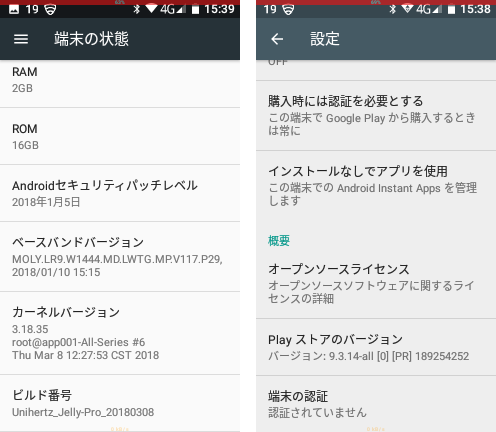 60%
19
4G
15:39
端末の状態
RAM
2GB
ROM
16GB
Androidセキュリティパッチレベル
2018年1月5日
ベースバンドバージョン
MOLY.LR9.W1444.MD.LWTG.MP.V117.P29,
2018/01/10 15:15
カーネルバージョン
3.18.35
root@app001-All-Series #6
Thu Mar 8 12:27:53 CST 2018
ビルド番号
Unihertz_Jelly-Pro_20180308
19
4G
15:38
設定
OFF
購入時には認証を必要とする
この端末で Google Play から購入するとき
は常に
インストールなしでアプリを使用
この端末での Android Instant Apps を管理
します
概要
オープンソースライセンス
オープンソースソフトウェアに関するライ
センスの詳細
Play ストアのバージョン
バージョン: 9.3.14-all [0] [PR] 189254252
端末の認証
認証されていません